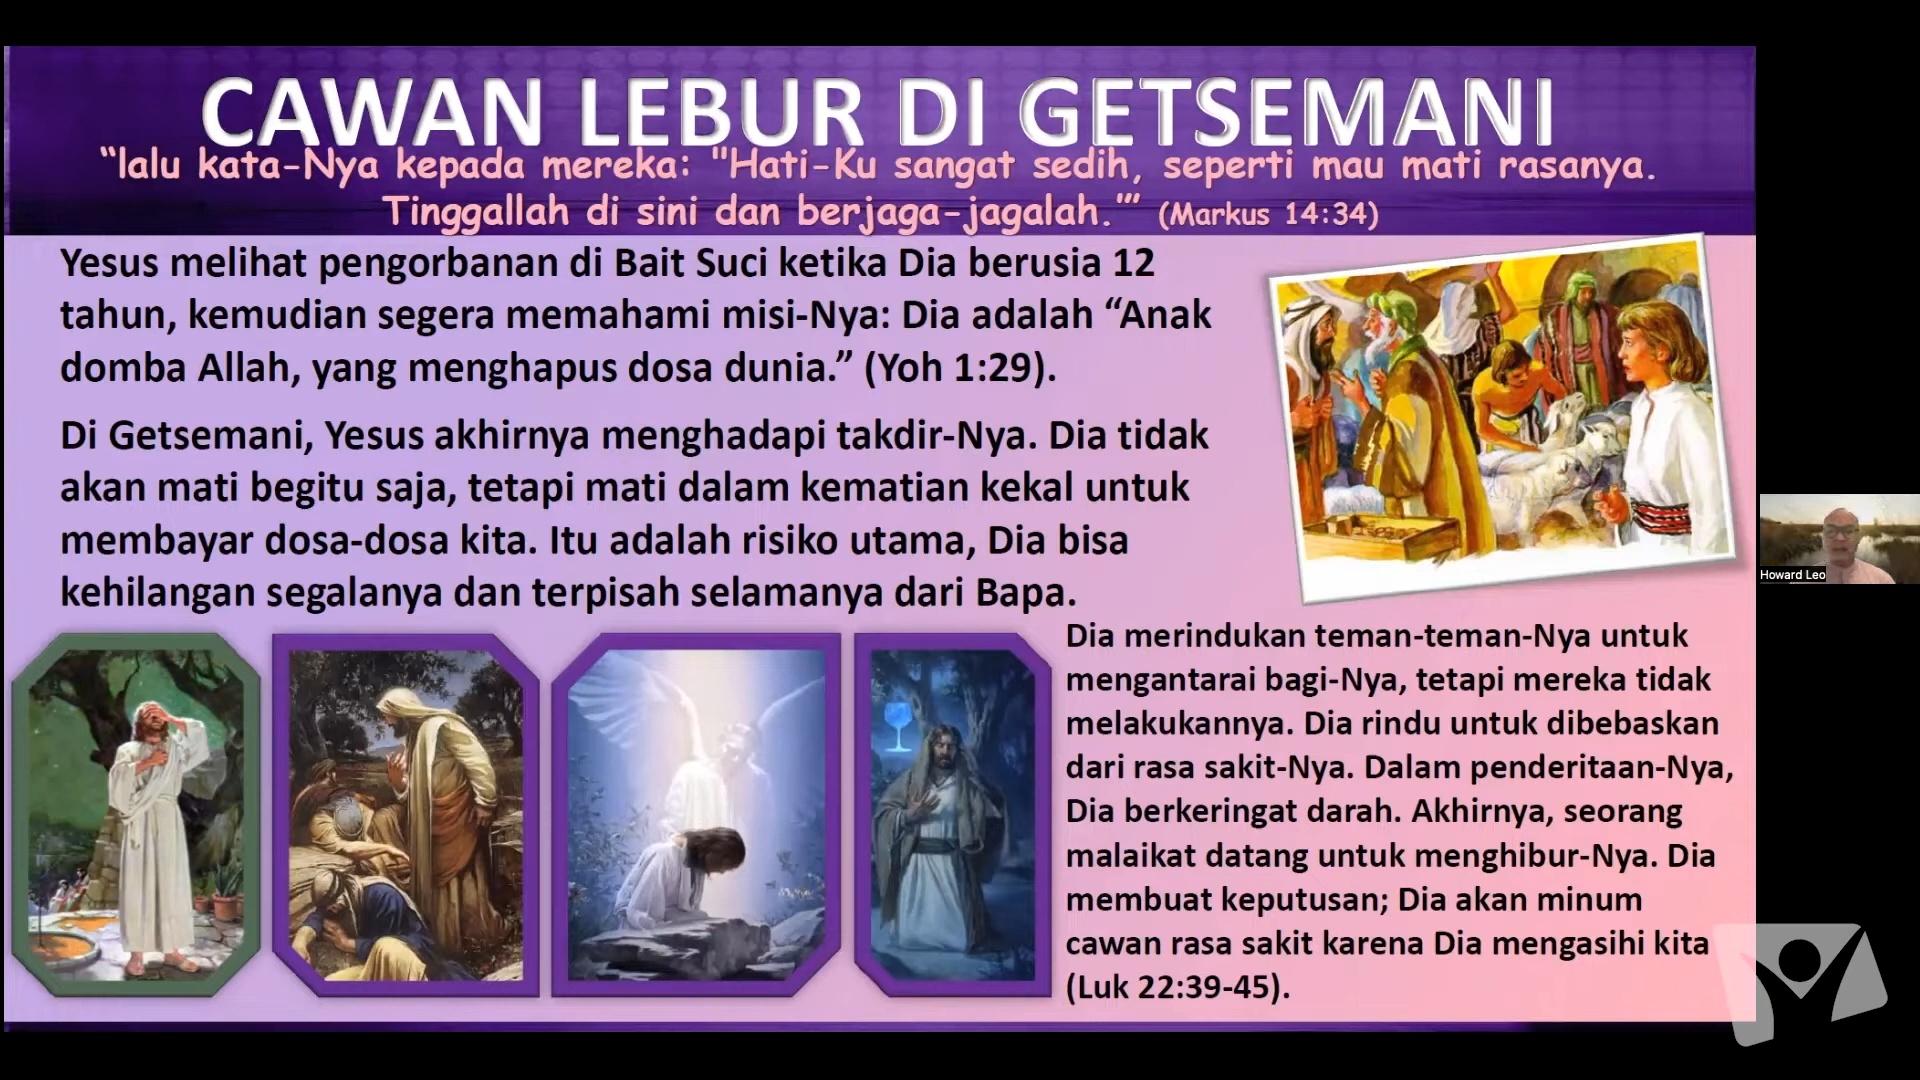 CAWAN LEBUR DI GETSEMANI
“lalu kata-Nya kepada mereka: "Hati-Ku sangat sedih, seperti mau mati rasanya.
Tinggallah di sini dan berjaga-jagalah.'” (Markus 14:34)
Yesus melihat pengorbanan di Bait Suci ketika Dia berusia 12
tahun, kemudian segera memahami misi-Nya: Dia adalah “Anak
domba Allah, yang menghapus dosa dunia.” (Yoh 1:29).
Di Getsemani, Yesus akhirnya menghadapi takdir-Nya. Dia tidak
akan mati begitu saja, tetapi mati dalam kematian kekal untuk
membayar dosa-dosa kita. Itu adalah risiko utama, Dia bisa
kehilangan segalanya dan terpisah selamanya dari Bapa.
Dia merindukan teman-teman-Nya untuk
mengantarai bagi-Nya, tetapi mereka tidak
melakukannya. Dia rindu untuk dibebaskan
dari rasa sakit-Nya. Dalam penderitaan-Nya,
Dia berkeringat darah. Akhirnya, seorang
malaikat datang untuk menghibur-Nya. Dia
membuat keputusan; Dia akan minum
cawan rasa sakit karena Dia mengasihi kita
(Luk 22:39-45).
Howard Leo